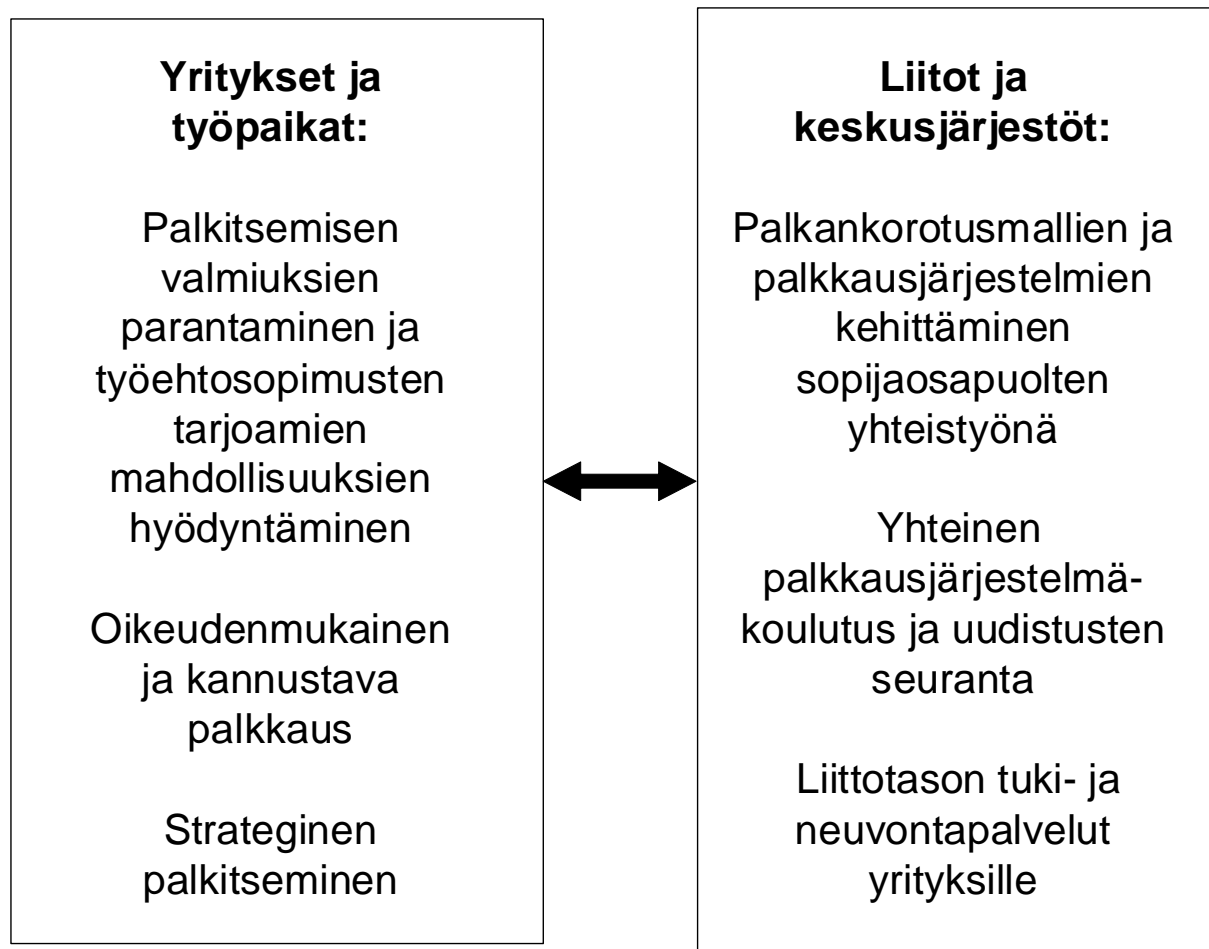 Yritykset ja
työpaikat:
Palkitsemisen
valmiuksien
parantaminen ja
työehtosopimusten
tarjoamien
mahdollisuuksien
hyödyntäminen
Oikeudenmukainen
ja kannustava
palkkaus
Strateginen
palkitseminen
Liitot ja
keskusjärjestöt:
Palkankorotusmallien ja
palkkausjärjestelmien
kehittäminen
sopijaosapuolten
yhteistyönä
Yhteinen
palkkausjärjestelmä-
koulutus ja uudistusten
seuranta
Liittotason tuki- ja
neuvontapalvelut
yrityksille